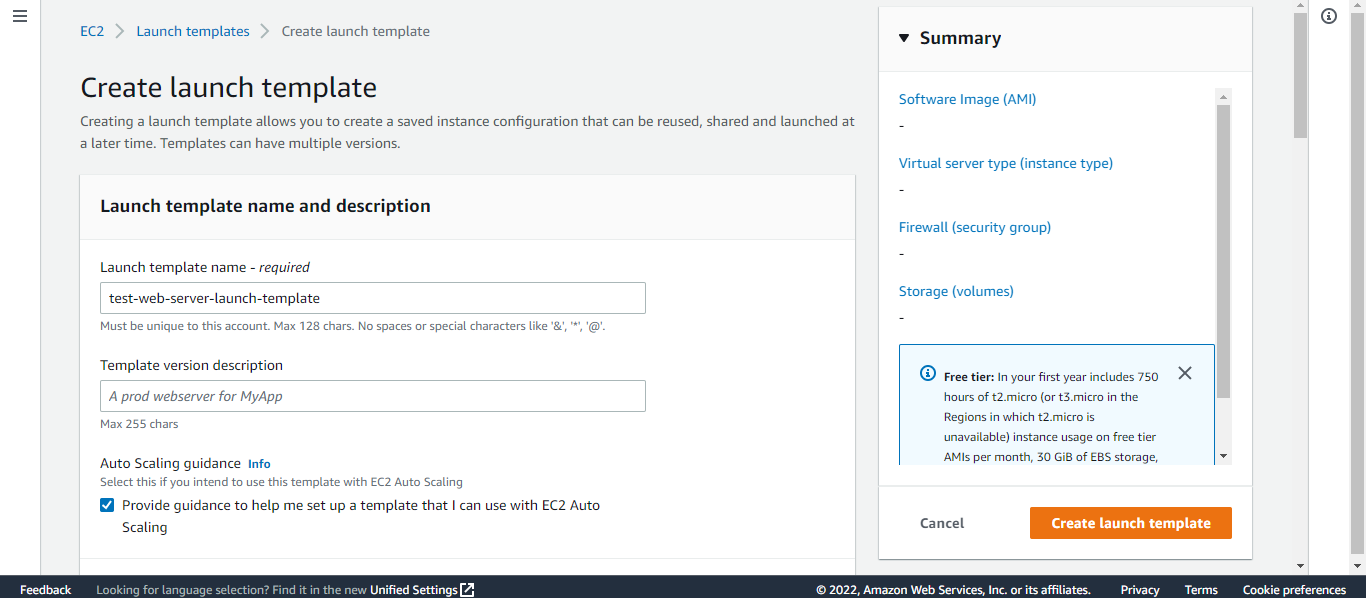 EC2 > Launch templates > Create launch template
Create launch template
Creating a launch template allows you to create a saved instance configuration that can be reused, shared and launched at
a later time. Templates can have multiple versions.
Launch template name and description
Launch template name - required
test-web-server-launch-template
Must be unique to this account. Max 128 chars. No spaces or special characters like '&', '*', '@'.
Template version description
A prod webserver for MyApp
Max 255 chars
Auto Scaling guidance Info
Select this if you intend to use this template with EC2 Auto Scaling
Provide guidance to help me set up a template that I can use with EC2 Auto
Scaling
Summary
Software Image (AMI)
-
Virtual server type (instance type)
-
Firewall (security group)
-
Storage (volumes)
-
Free tier: In your first year includes 750
hours of t2.micro (or t3.micro in the
Regions in which t2.micro is
unavailable) instance usage on free tier
AMIs per month, 30 GiB of EBS storage,
Cancel
Create launch template
Feedback
Looking for language selection? Find it in the new Unified Settings
© 2022, Amazon Web Services, Inc. or its affiliates.
Privacy
Terms
Cookie preferences